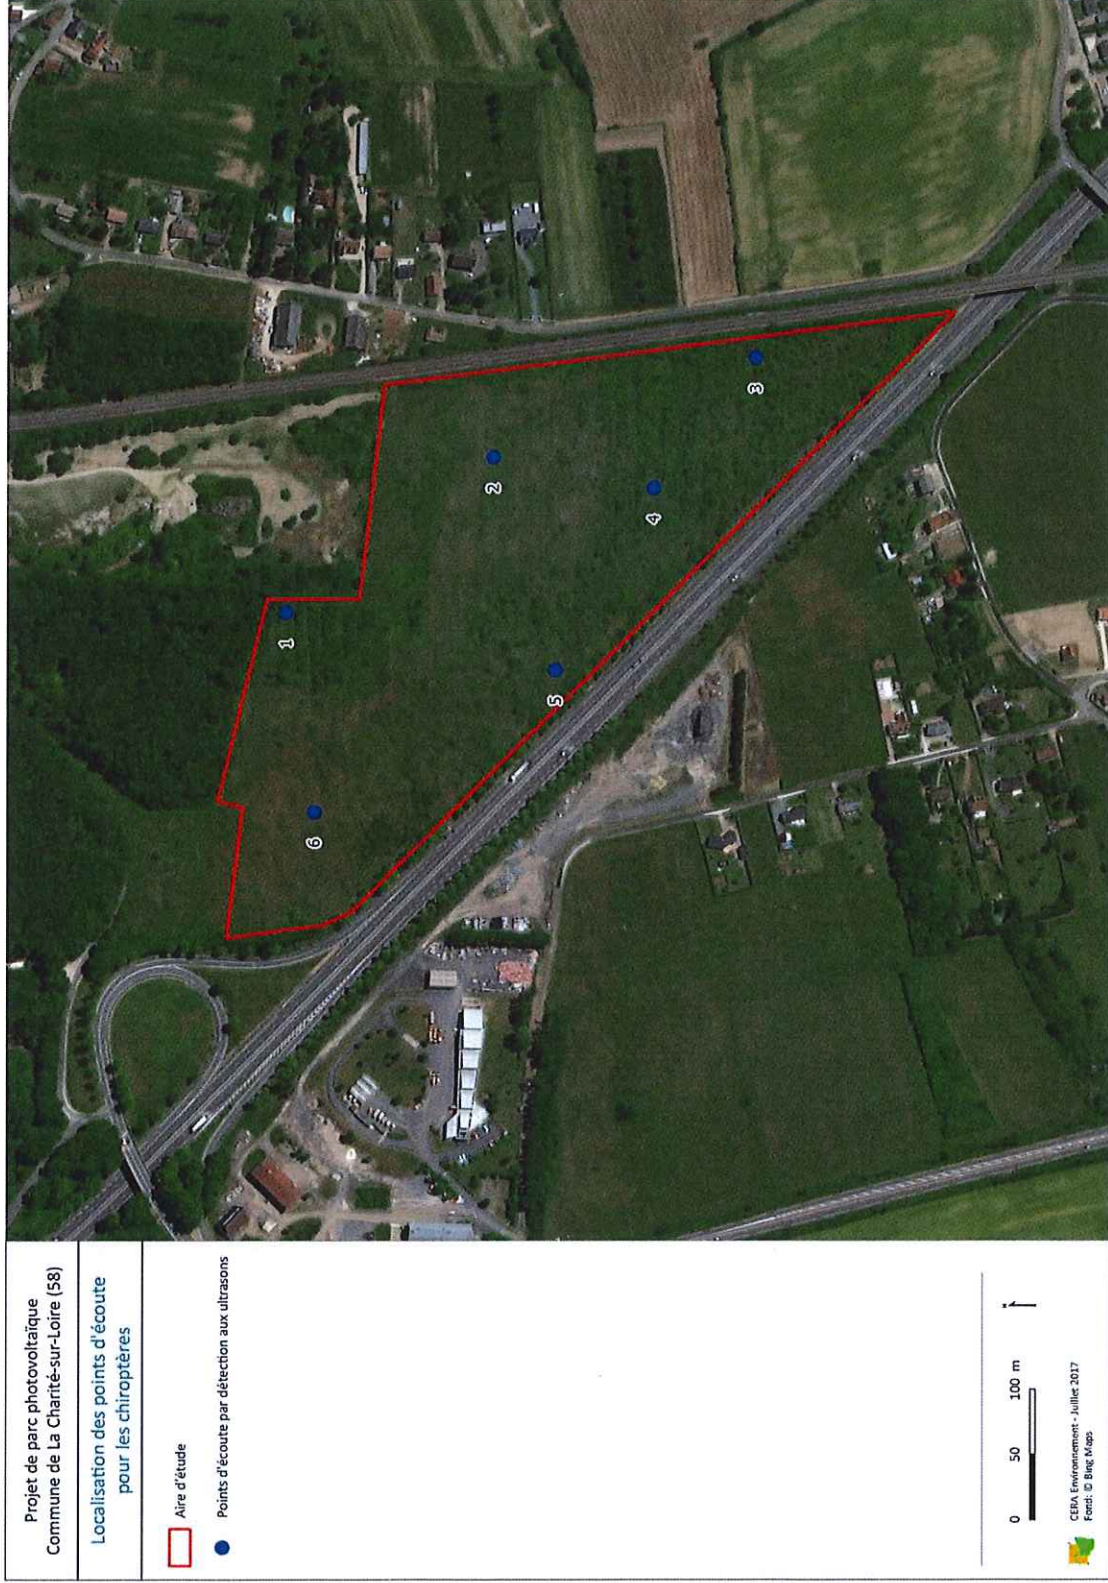 Projet de parc photovoltaïque
Commune de La Charité-sur-Loire (58)
Localisation des points d'écoute
pour les chiroptères
Aire d'étude
Points d'écoute par détection aux ultrasons
0 50 100 m
N
CERA Environnement - Juillet 2017
Fond: © Bing Maps
1
2
3
4
5
6